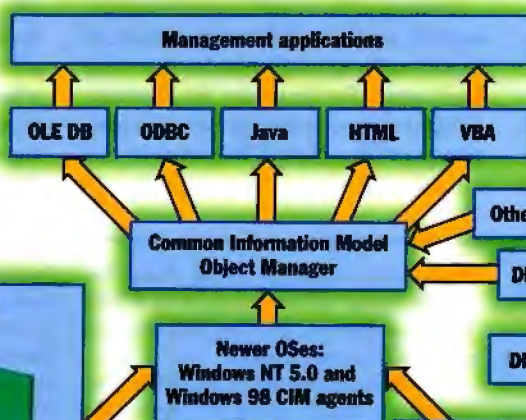 Management applications
OLE DB
ODBC
Java
HTML
VBA
Common Information Model
Object Manager
Newer OSes:
Windows NT 5.0 and
Windows 98 CIM agents